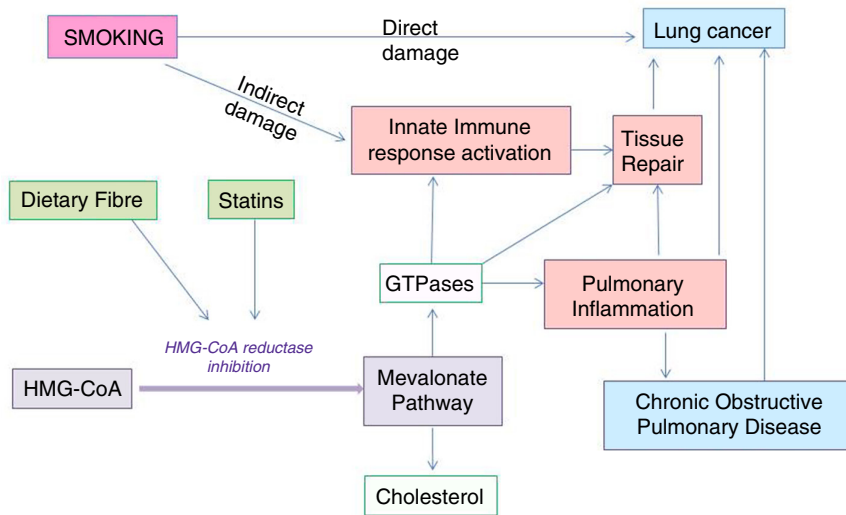 SMOKING
Direct
damage
Lung cancer
Indirect
damage
Innate Immune
response activation
Tissue
Repair
Dietary Fibre
Statins
GTPases
Pulmonary
Inflammation
HMG-CoA reductase
inhibition
HMG-CoA
Mevalonate
Pathway
Chronic Obstructive
Pulmonary Disease
Cholesterol